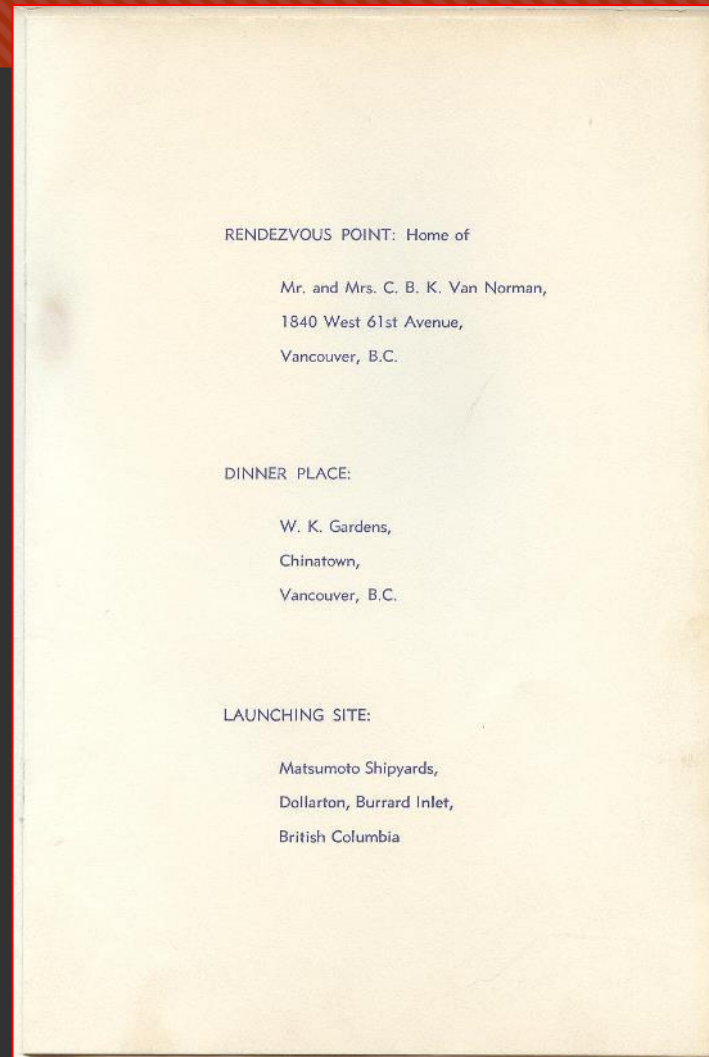 RENDEZVOUS POINT: Home of
Mr. and Mrs. C. B. K. Van Norman,
1840 West 61st Avenue,
Vancouver, B.C.
DINNER PLACE:
W. K. Gardens,
Chinatown,
Vancouver, B.C.
LAUNCHING SITE:
Matsumoto Shipyards,
Dollarton, Burrard Inlet,
British Columbia